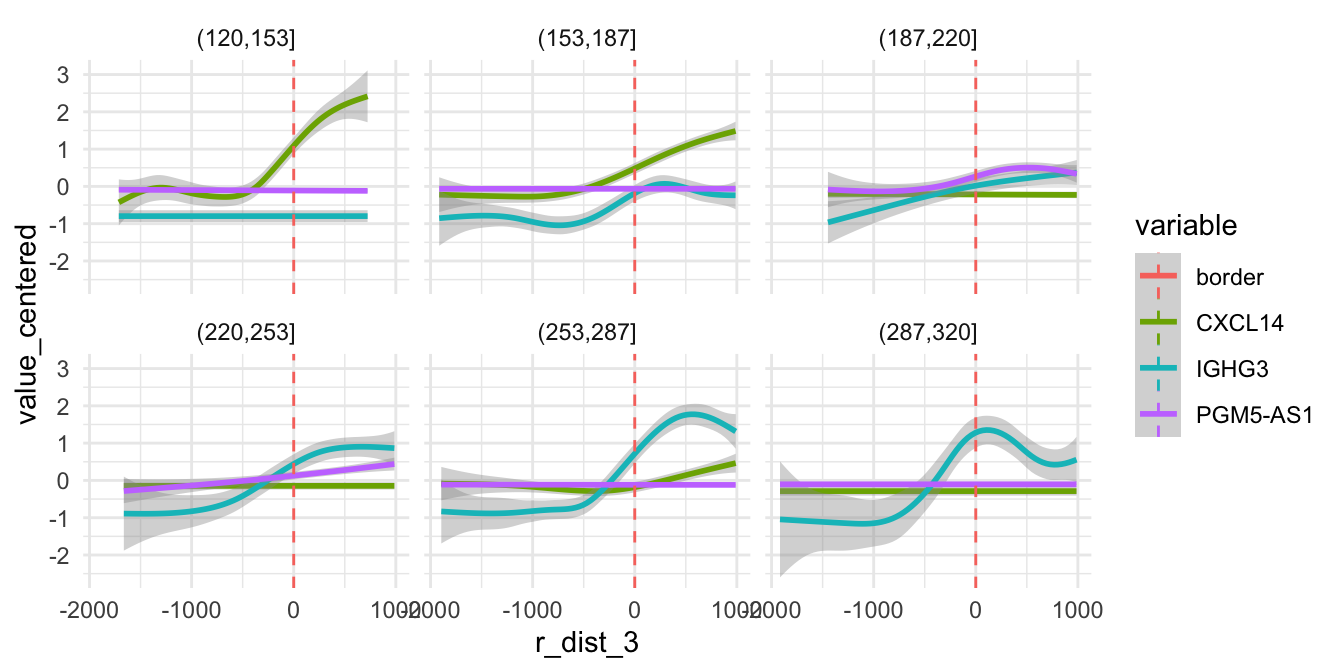 (120,153] (153,187] (187,220]
3
2
1
0
-1
-2
(220,253] (253,287] (287,320]
3
2
1
0
-1
-2
-2000 -1000 0 1000 -2000 -1000 0 1000 -2000 -1000 0 1000
r_dist_3
value_centered
variable
border
CXCL14
IGHG3
PGM5-AS1